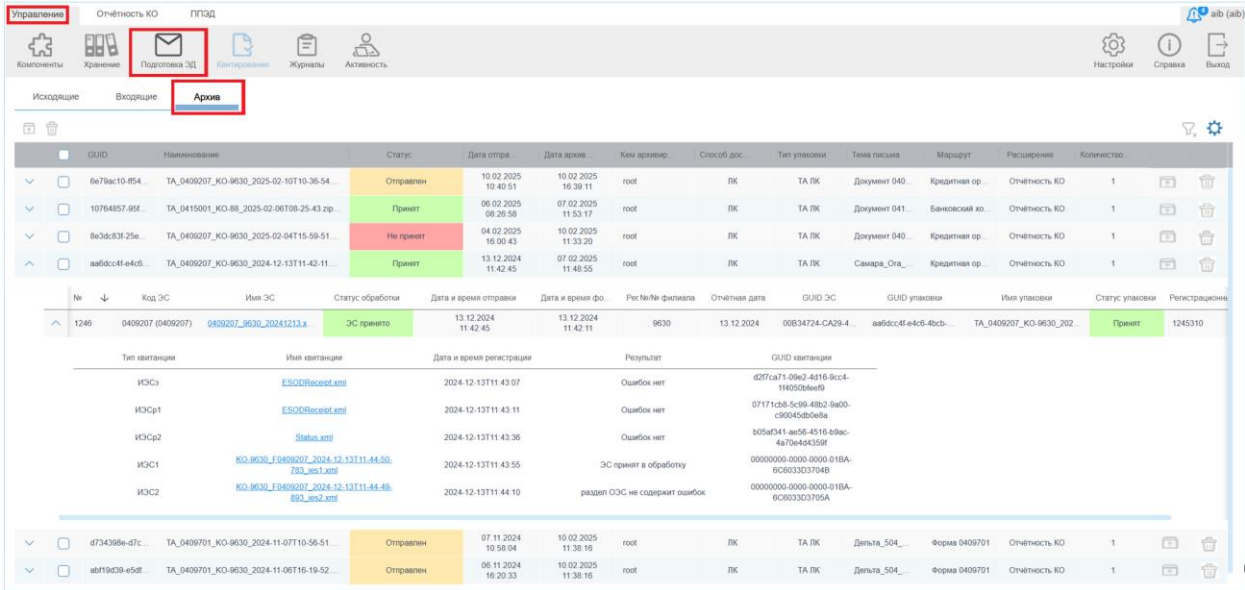 Управление Отчётность КО ППЭД 4 aib (aib)
Компоненты Хранение Подготовка ЭД Квитирование Журналы Активность Настройки Справка Выход
Исходящие Входящие Архив
GUID Наименование Статус Дата отпра... Дата архив... Кем архивир... Способ дос... Тип упаковки Тема письма Маршрут Расширение Количество...
6e79ac10-ff54... TA_0409207_KO-9630_2025-02-10T10-36-54... Отправлен 10.02.2025 10:40:51 10.02.2025 16:39:11 root ЛК ТА ПК Документ 040... Кредитная ор... Отчётность КО 1
10764857-95f... TA_0415001_KO-88_2025-02-06T08-25-43.zip... Принят 06.02.2025 08:26:58 07.02.2025 11:53:17 root ЛК ТА ПК Документ 041... Банковский хо... Отчётность КО 1
8e3dc83f-25e... TA_0409207_KO-9630_2025-02-04T15-59-51... Не принят 04.02.2025 16:00:43 10.02.2025 11:33:20 root ЛК ТА ПК Документ 040... Кредитная ор... Отчётность КО 1
aa6dcc4f-e4c6... TA_0409207_KO-9630_2024-12-13T11-42-11... Принят 13.12.2024 11:42:45 07.02.2025 11:48:55 root ЛК ТА ПК Самара_Ora_... Кредитная ор... Отчётность КО 1
№ Код ЭС Имя ЭС Статус обработки Дата и время отправки Дата и время фо... Рег.№/№ филиала Отчётная дата GUID ЭС GUID упаковки Имя упаковки Статус упаковки Регистрационн
1246 0409207 (0409207) 0409207_9630_20241213.x... ЭС принято 13.12.2024 11:42:45 13.12.2024 11:42:11 9630 13.12.2024 00B34724-CA29-4... aa6dcc4f-e4c6-4bcb-... TA_0409207_KO-9630_202... Принят 1245310
Тип квитанции Имя квитанции Дата и время регистрации Результат GUID квитанции
ИЭСз ESODReceipt.xml 2024-12-13T11:43:07 Ошибок нет d2f7ca71-09e2-4d16-9cc4-1f4050bfeef9
ИЭСр1 ESODReceipt.xml 2024-12-13T11:43:11 Ошибок нет 07171cb8-5c99-48b2-9a00-c90045db0e8a
ИЭСр2 Status.xml 2024-12-13T11:43:36 Ошибок нет b05af341-ae56-4516-b9ac-4a70e4d4359f
ИЭС1 KO-9630_F0409207_2024-12-13T11-44-50-783_ies1.xml 2024-12-13T11:43:55 ЭС принят в обработку 00000000-0000-0000-01BA-6C6033D3704B
ИЭС2 KO-9630_F0409207_2024-12-13T11-44-49-893_ies2.xml 2024-12-13T11:44:10 раздел ОЭС не содержит ошибок 00000000-0000-0000-01BA-6C6033D3705A
d734398e-d7c... TA_0409701_KO-9630_2024-11-07T10-56-51... Отправлен 07.11.2024 10:58:04 10.02.2025 11:38:16 root ЛК ТА ПК Дельта_504_... Форма 0409701 Отчётность КО 1
abf19d39-e5df... TA_0409701_KO-9630_2024-11-06T16-19-52... Отправлен 06.11.2024 16:20:33 10.02.2025 11:38:16 root ЛК ТА ПК Дельта_504_... Форма 0409701 Отчётность КО 1